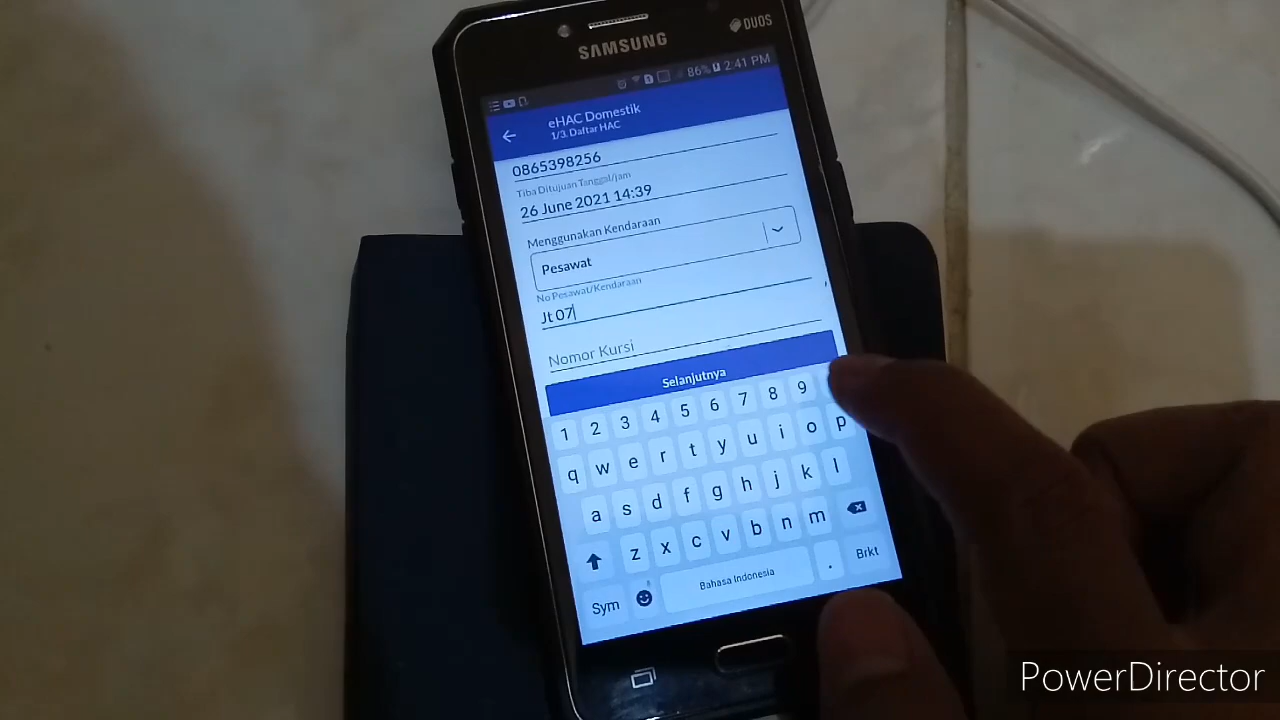 DUOS
SAMSUNG
86% 2:41 PM
eHAC Domestik
1/3. Daftar HAC
0865398256
Tiba Ditujuan Tanggal/jam
26 June 2021 14:39
Menggunakan Kendaraan
Pesawat
No Pesawat/Kendaraan
Jt 07
Nomor Kursi
Selanjutnya
1 2 3 4 5 6 7 8 9
q w e r t y u i o p
a s d f g h j k l
z x c v b n m
Sym Bahasa Indonesia . Brkt
PowerDirector